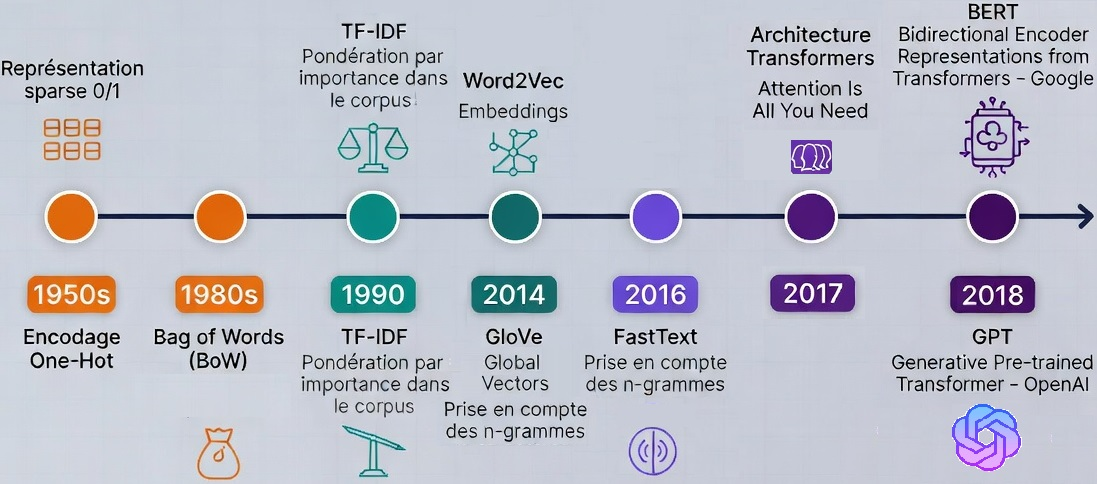 Représentation
sparse 0/1
TF-IDF
Pondération par
importance dans
le corpus
Word2Vec
Embeddings
Architecture
Transformers
Attention Is
All You Need
BERT
Bidirectional Encoder
Representations from
Transformers – Google
1950s
Encodage
One-Hot
1980s
Bag of Words
(BoW)
1990
TF-IDF
Pondération par
importance dans
le corpus
2014
GloVe
Global
Vectors
Prise en compte
des n-grammes
2016
FastText
Prise en compte
des n-grammes
2017
2018
GPT
Generative Pre-trained
Transformer – OpenAI